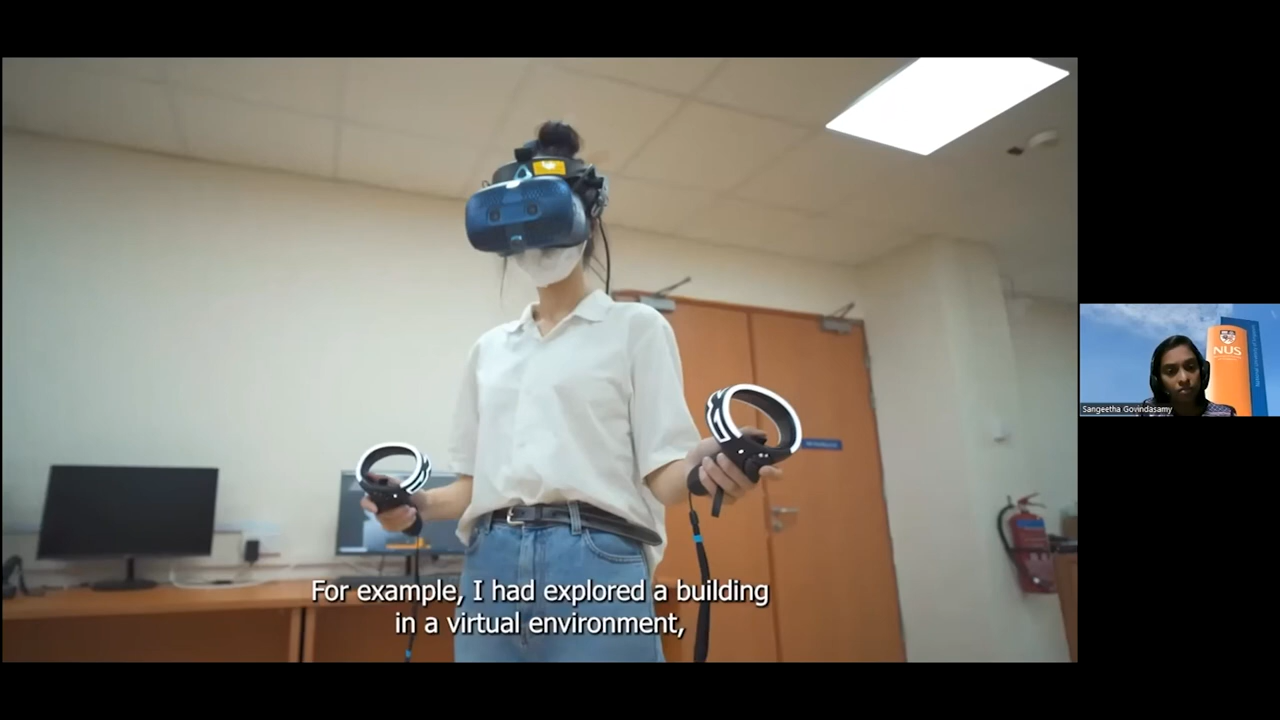 For example, I had explored a building
in a virtual environment,
NUS
Sangeetha Govindasamy